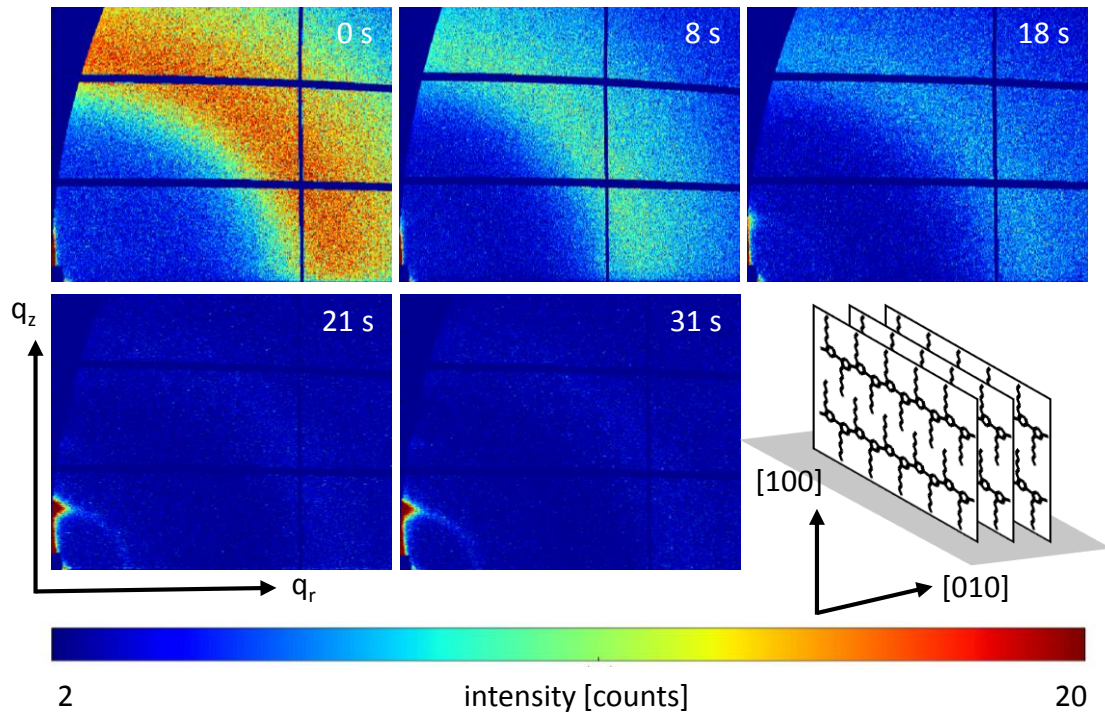 0 s
8 s
18 s
21 s
31 s
q_z
q_r
[100]
[010]
2
intensity [counts]
20